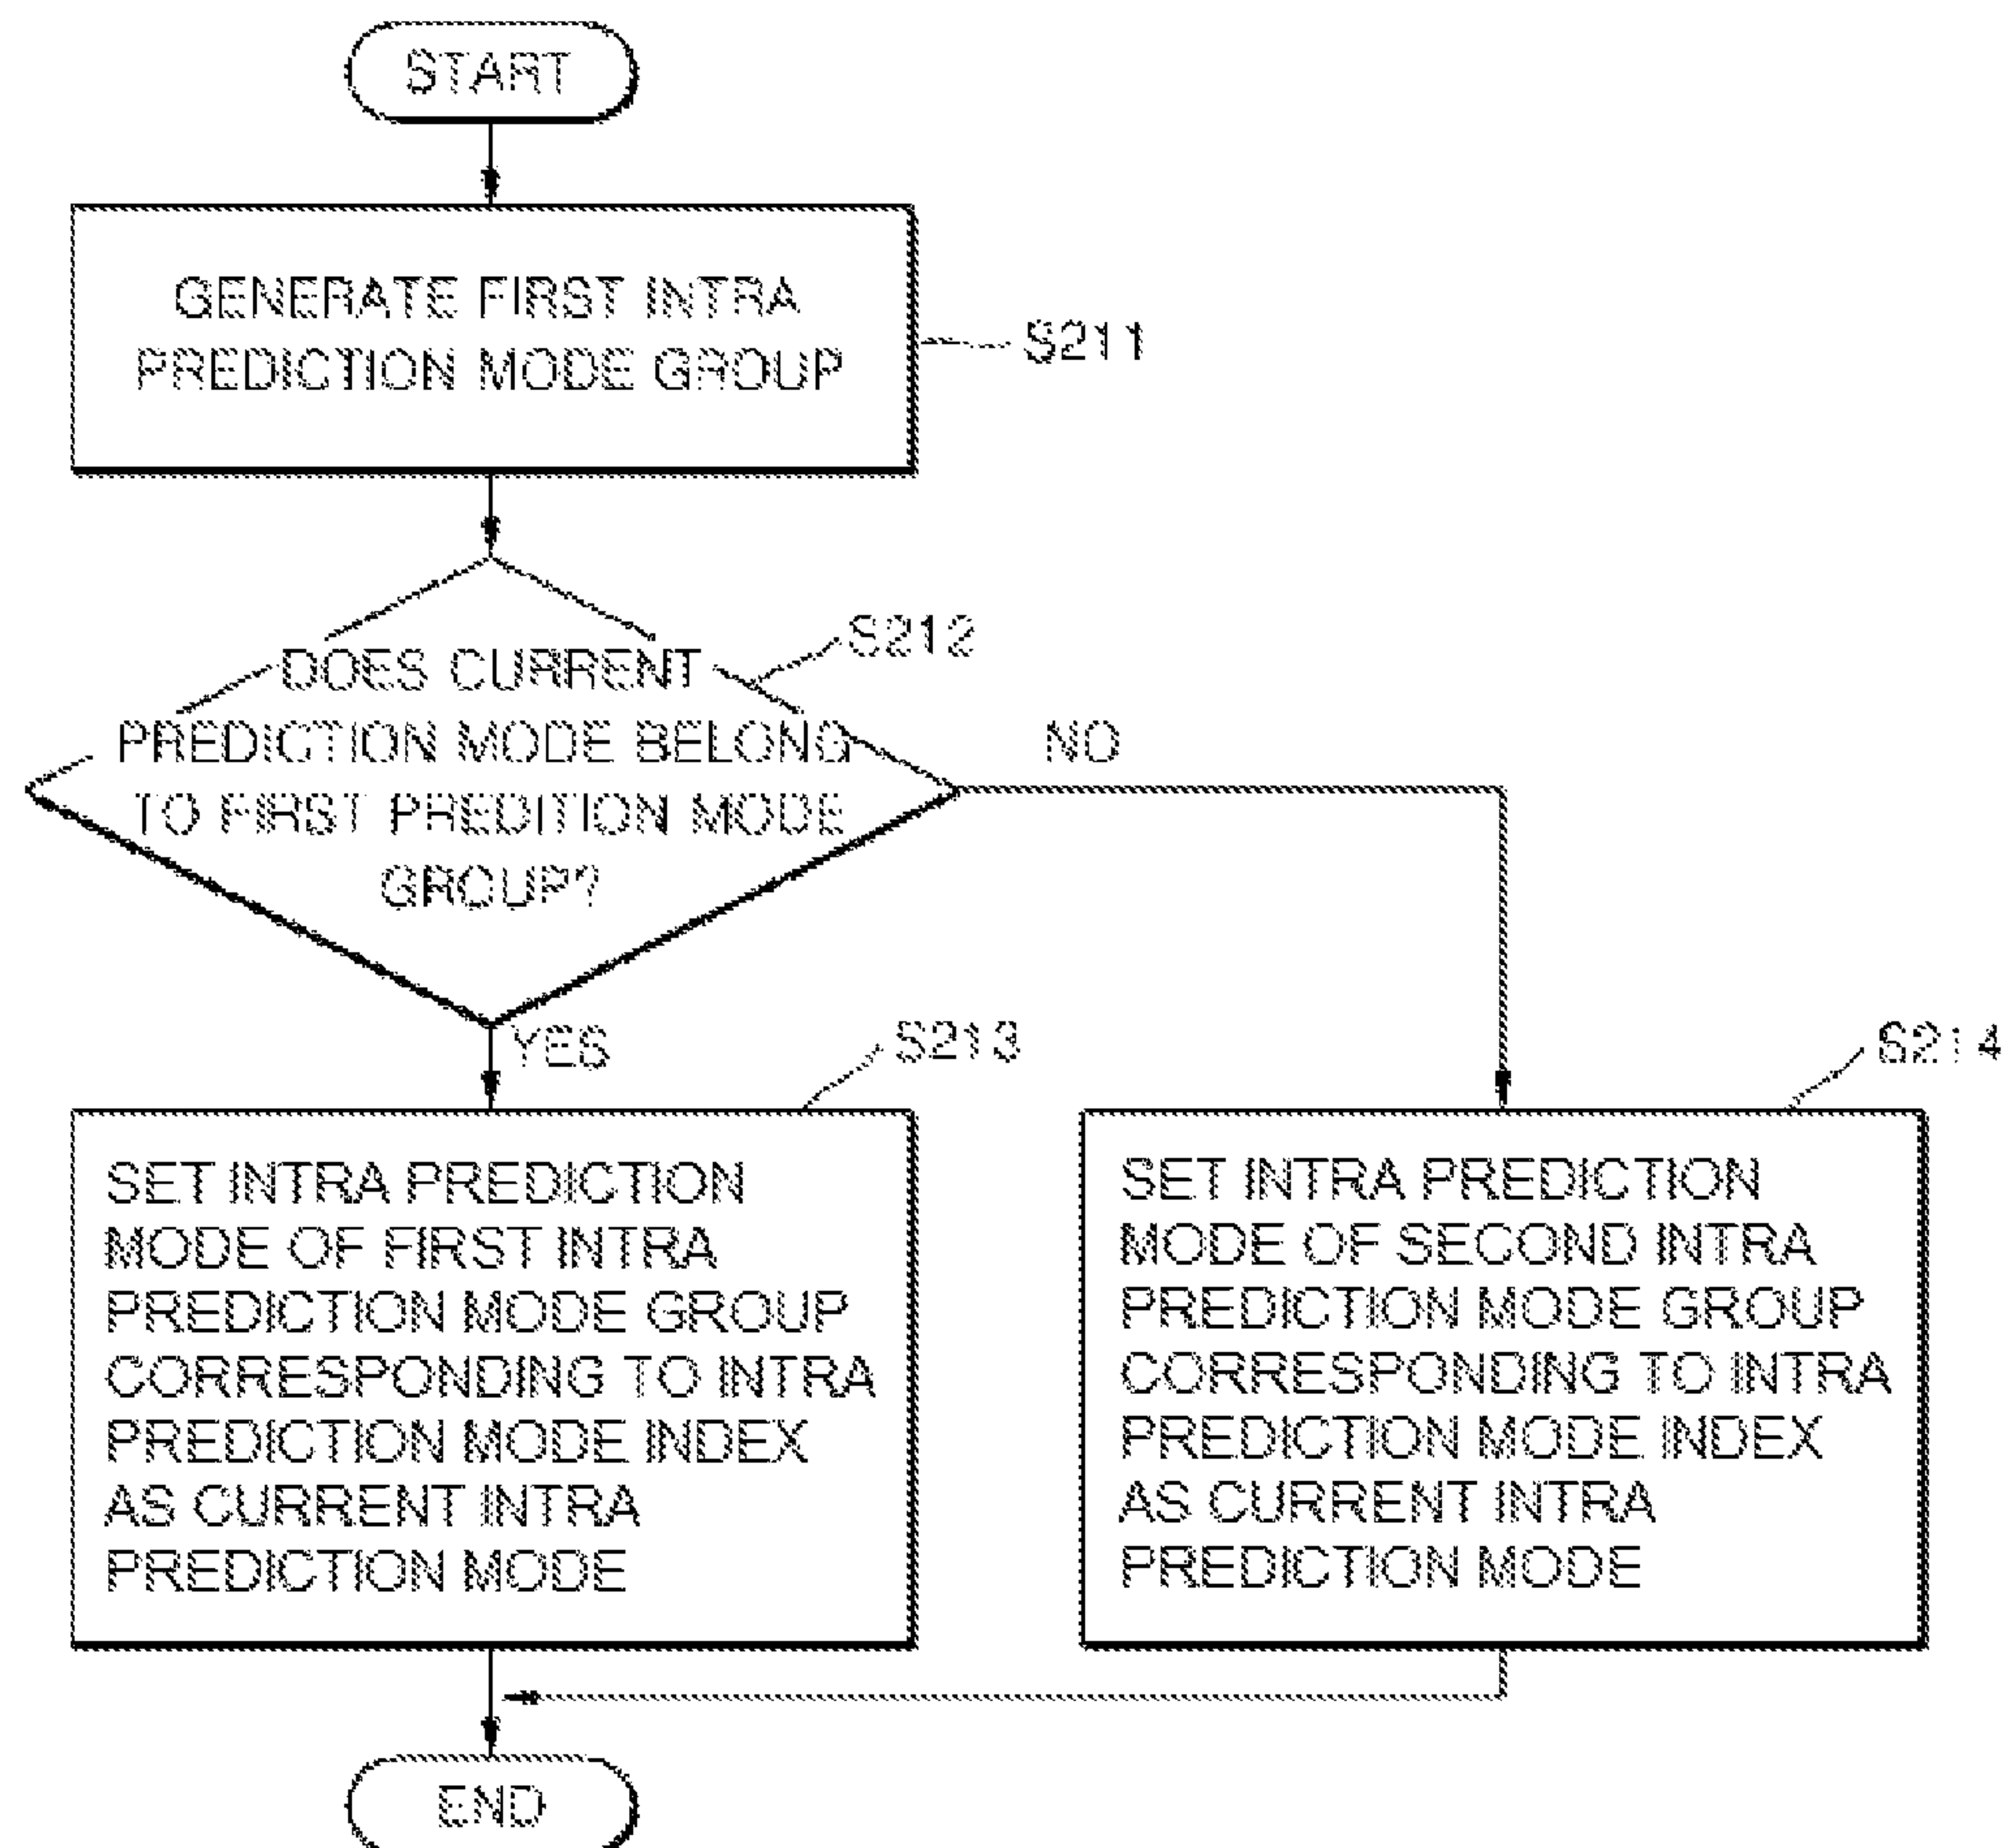 START
GENERATE FIRST INTRA
PREDICTION MODE GROUP
S211
S212
DOES CURRENT
PREDICTION MODE BELONG
TO FIRST PREDITION MODE
GROUP?
NO
YES
S213
SET INTRA PREDICTION
MODE OF FIRST INTRA
PREDICTION MODE GROUP
CORRESPONDING TO INTRA
PREDICTION MODE INDEX
AS CURRENT INTRA
PREDICTION MODE
S214
SET INTRA PREDICTION
MODE OF SECOND INTRA
PREDICTION MODE GROUP
CORRESPONDING TO INTRA
PREDICTION MODE INDEX
AS CURRENT INTRA
PREDICTION MODE
END